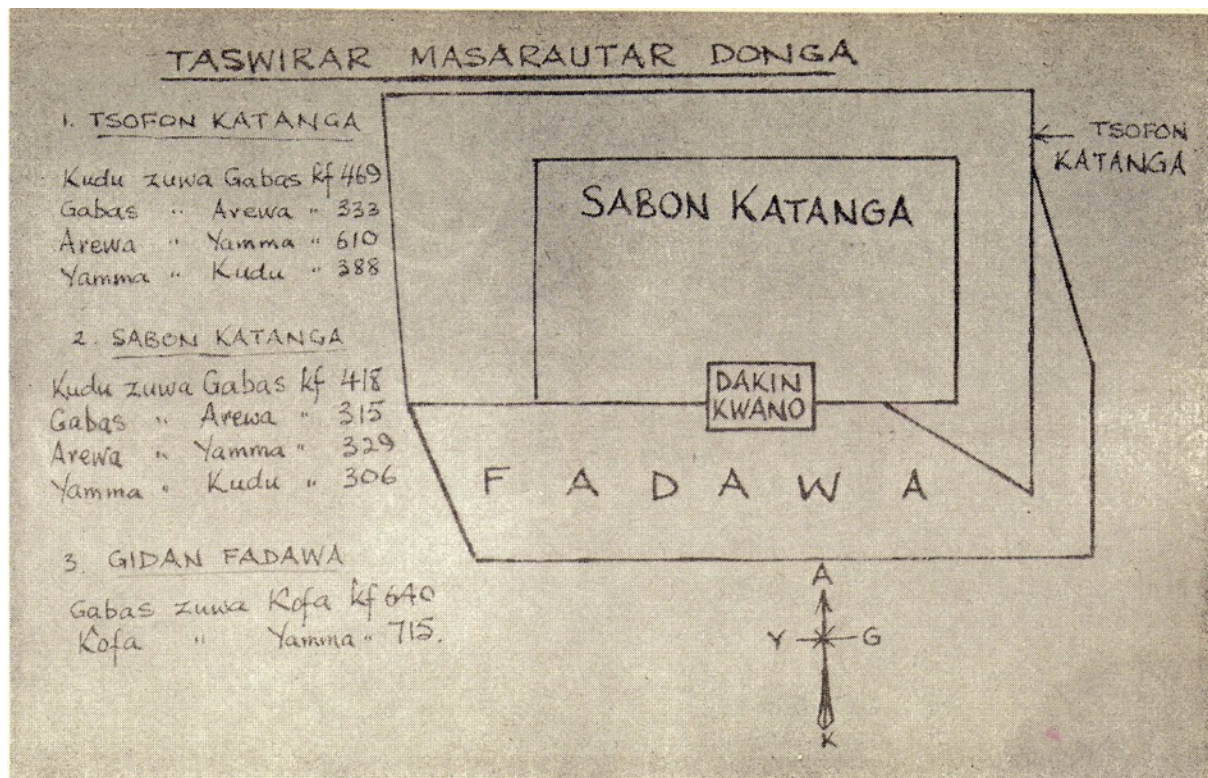 TASWIRAR MASARAUTAR DONGA
1. TSOFON KATANGA
Kudu zuwa Gabas kf 469
Gabas " Arewa " 333
Arewa " Yamma " 610
Yamma " Kudu " 388
2. SABON KATANGA
Kudu zuwa Gabas kf 418
Gabas " Arewa " 315
Arewa " Yamma " 329
Yamma " Kudu " 306
3. GIDAN FADAWA
Gabas zuwa Kofa kf 640
Kofa " Yamma " 715.
TSOFON
KATANGA
SABON KATANGA
DAKIN
KWANO
FADAWA
A
Y G
K